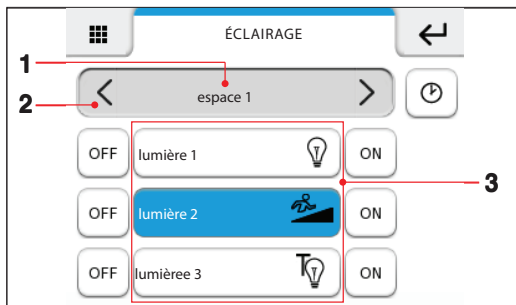 ÉCLAIRAGE
1
espace 1
2
OFF lumière 1 ON
3
OFF lumière 2 ON
OFF lumièree 3 T ON